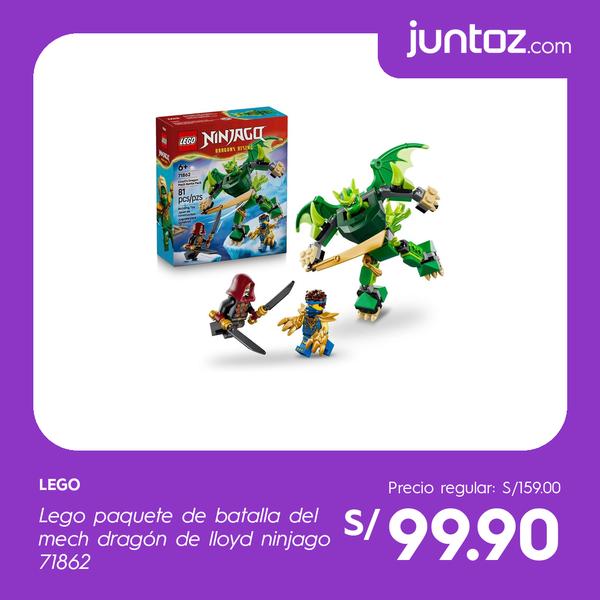 juntoz.com
LEGO NINJAGO
DRAGONS RISING
6+
71862
81
pcs/pzs
LEGO
Precio regular: S/159.00
Lego paquete de batalla del
mech dragón de lloyd ninjago
71862
S/99.90